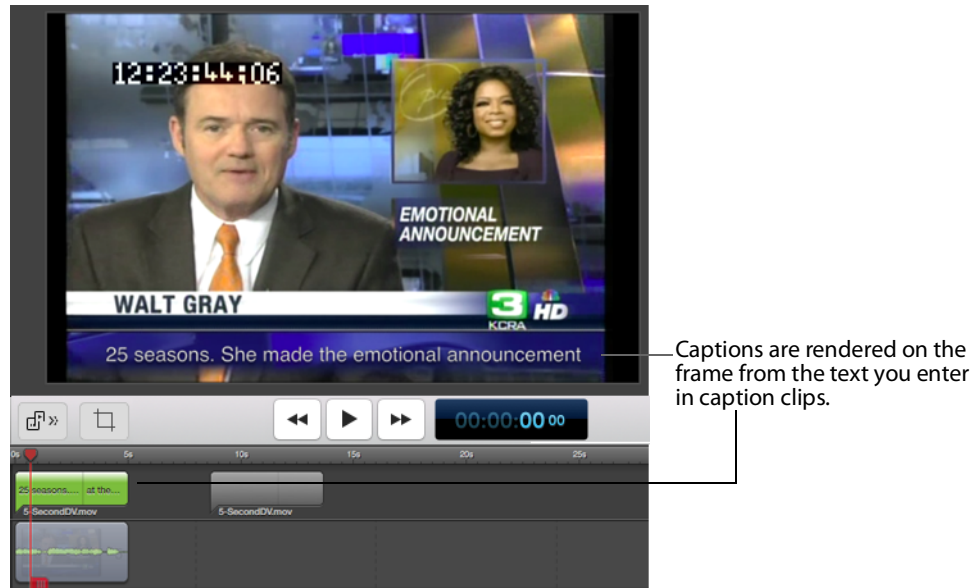 12:23:44;06
EMOTIONAL
ANNOUNCEMENT
WALT GRAY
3
KCRA
HD
25 seasons. She made the emotional announcement
Captions are rendered on the
frame from the text you enter
in caption clips.
00:00:00 00
0s 5s 10s 15s 20s 25s
25 seasons.... at the...
5-SecondDV.mov 5-SecondDV.mov